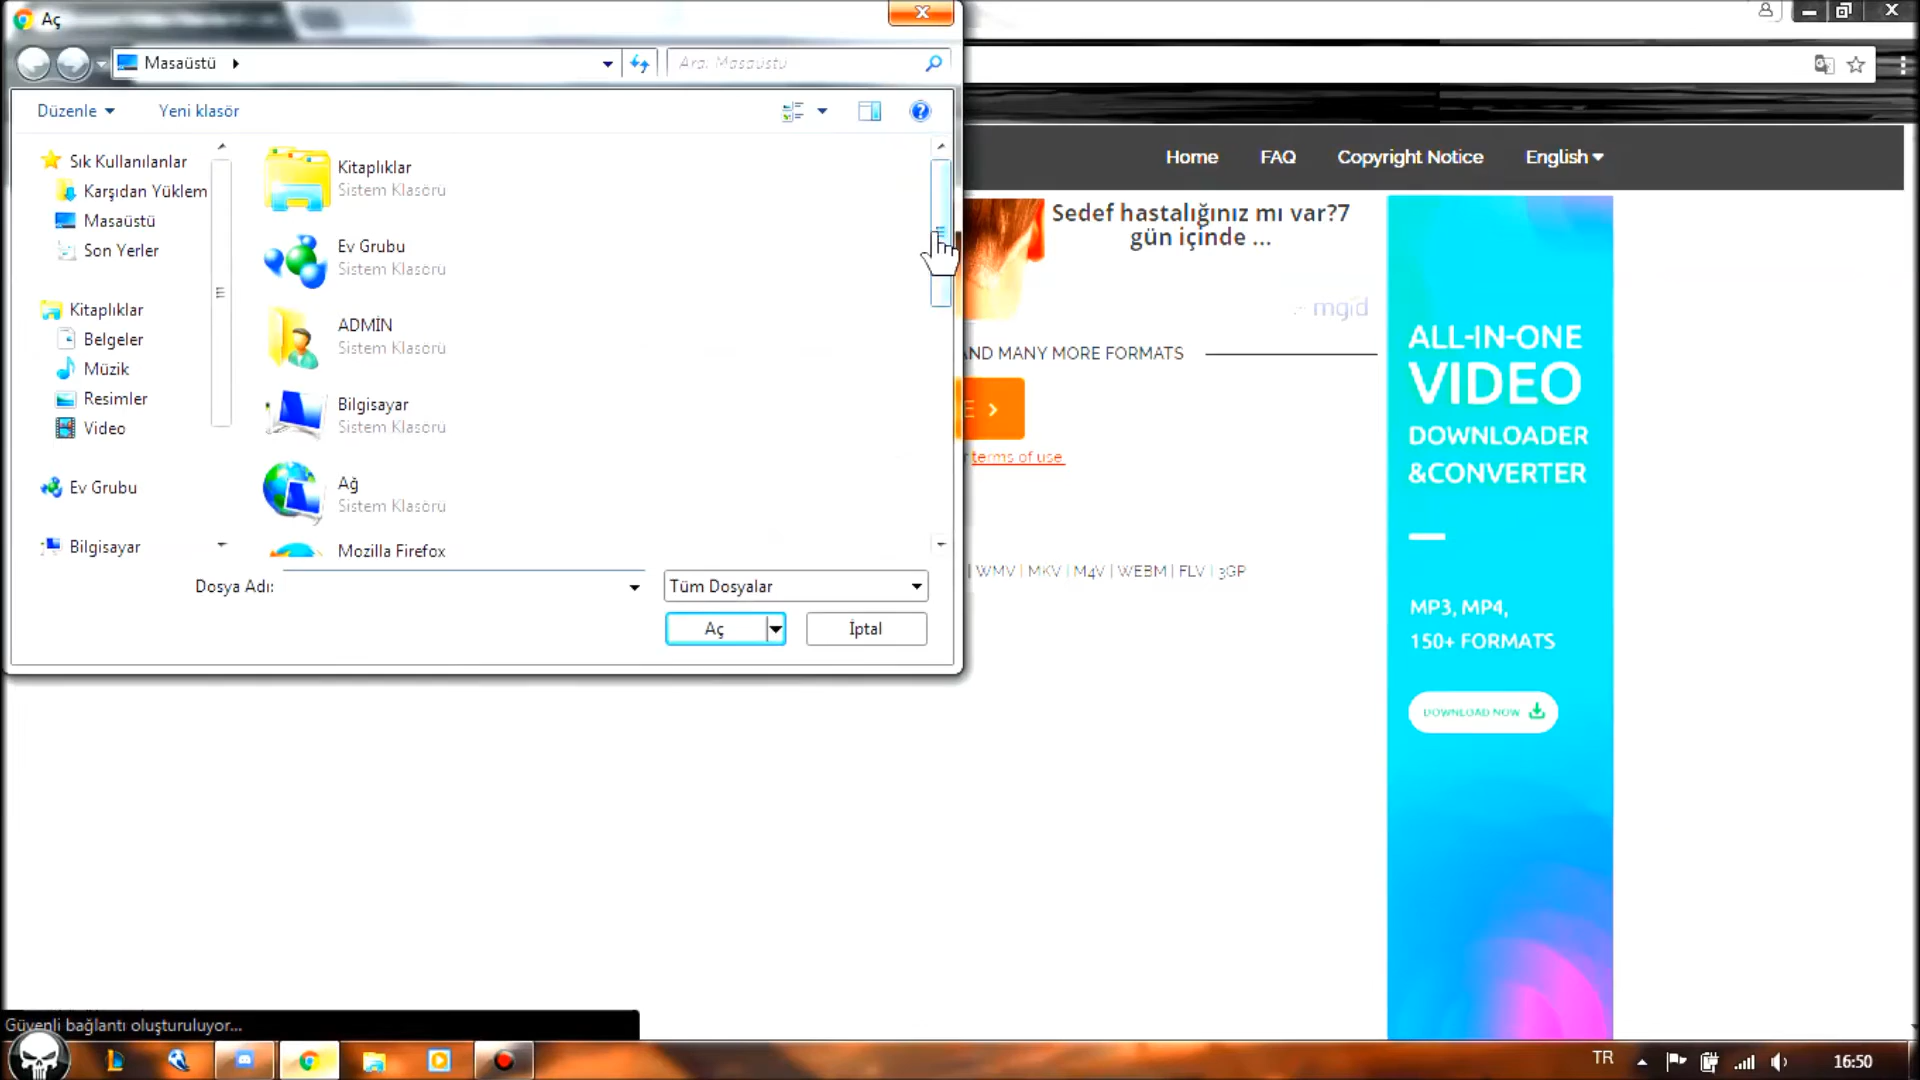 Aç
Masaüstü
Ara: Masaüstü
Düzenle
Yeni klasör
Sık Kullanılanlar
Karşıdan Yüklem
Masaüstü
Son Yerler
Kitaplıklar
Belgeler
Müzik
Resimler
Video
Ev Grubu
Bilgisayar
Kitaplıklar
Sistem Klasörü
Ev Grubu
Sistem Klasörü
ADMİN
Sistem Klasörü
Bilgisayar
Sistem Klasörü
Ağ
Sistem Klasörü
Mozilla Firefox
Dosya Adı:
Tüm Dosyalar
Aç
İptal
Home
FAQ
Copyright Notice
English
Sedef hastalığınız mı var?7
gün içinde ...
mgid
AND MANY MORE FORMATS
E
terms of use
| WMV | MKV | M4V | WEBM | FLV | 3GP
ALL-IN-ONE
VIDEO
DOWNLOADER
&CONVERTER
MP3, MP4,
150+ FORMATS
DOWNLOAD NOW
Güvenli bağlantı oluşturuluyor...
TR
16:50